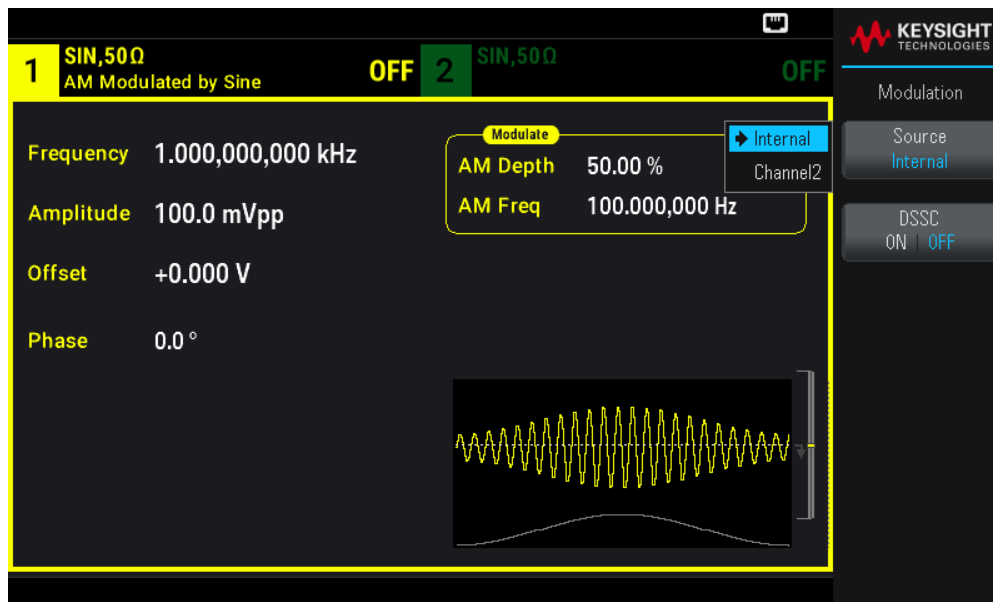 KEYSIGHT
TECHNOLOGIES
1
SIN,50Ω
AM Modulated by Sine
OFF
2
SIN,50Ω
OFF
Modulation
Frequency 1.000,000,000 kHz
Amplitude 100.0 mVpp
Offset +0.000 V
Phase 0.0 °
Modulate
AM Depth 50.00 %
AM Freq 100.000,000 Hz
Internal
Channel2
Source
Internal
DSSC
ON | OFF